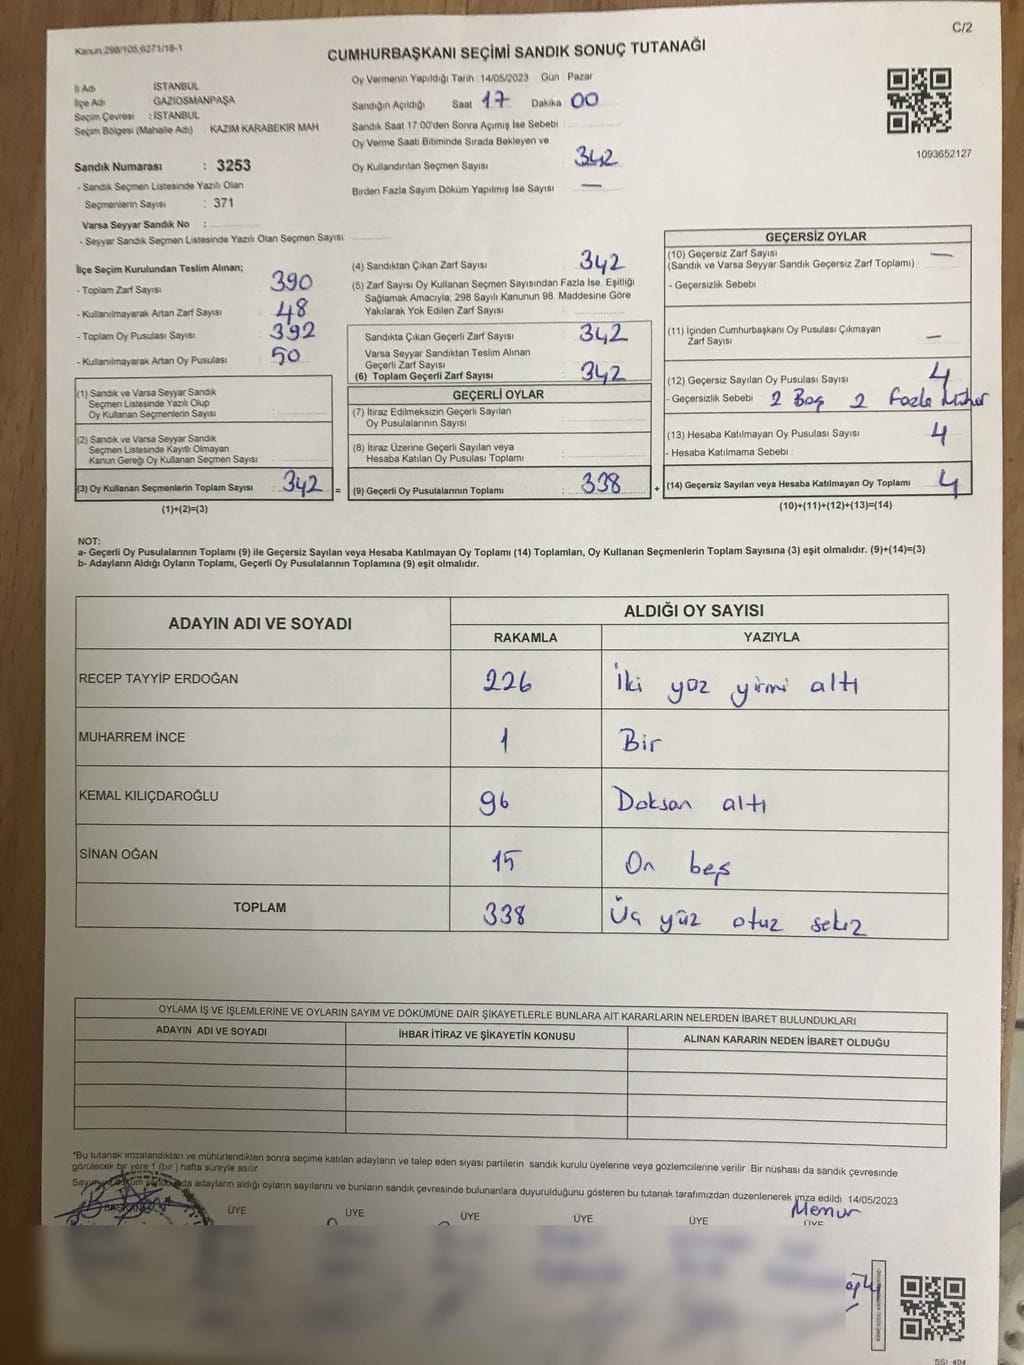 Kanun 298/105,6271/18-1
C/2
CUMHURBAŞKANI SEÇİMİ SANDIK SONUÇ TUTANAĞI
İl Adı İSTANBUL
İlçe Adı GAZİOSMANPAŞA
Seçim Çevresi : İSTANBUL
Seçim Bölgesi (Mahalle Adı) : KAZIM KARABEKİR MAH
Sandık Numarası : 3253
- Sandık Seçmen Listesinde Yazılı Olan
Seçmenlerin Sayısı : 371
Varsa Seyyar Sandık No :
- Seyyar Sandık Seçmen Listesinde Yazılı Olan Seçmen Sayısı
Oy Vermenin Yapıldığı Tarih : 14/05/2023 Gün : Pazar
Sandığın Açıldığı Saat 17 Dakika 00
Sandık Saat 17:00'den Sonra Açımış İse Sebebi :
Oy Verme Saati Bitiminde Sırada Bekleyen ve
Oy Kullandırılan Seçmen Sayısı : 342
Birden Fazla Sayım Döküm Yapılmış İse Sayısı : —
1093652127
İlçe Seçim Kurulundan Teslim Alınan;
- Toplam Zarf Sayısı : 390
- Kullanılmayarak Artan Zarf Sayısı : 48
- Toplam Oy Pusulası Sayısı : 392
- Kullanılmayarak Artan Oy Pusulası : 50
(1) Sandık ve Varsa Seyyar Sandık
Seçmen Listesinde Yazılı Olup
Oy Kullanan Seçmenlerin Sayısı :
(2) Sandık ve Varsa Seyyar Sandık
Seçmen Listesinde Kayıtlı Olmayan
Kanun Gereği Oy Kullanan Seçmen Sayısı :
(3) Oy Kullanan Seçmenlerin Toplam Sayısı : 342 =
(1)+(2)=(3)
(4) Sandıktan Çıkan Zarf Sayısı : 342
(5) Zarf Sayısı Oy Kullanan Seçmen Sayısından Fazla İse, Eşitliği
Sağlamak Amacıyla; 298 Sayılı Kanunun 98. Maddesine Göre
Yakılarak Yok Edilen Zarf Sayısı :
Sandıkta Çıkan Geçerli Zarf Sayısı : 342
Varsa Seyyar Sandıktan Teslim Alınan
Geçerli Zarf Sayısı :
(6) Toplam Geçerli Zarf Sayısı : 342
GEÇERLİ OYLAR
(7) İtiraz Edilmeksizin Geçerli Sayılan
Oy Pusulalarının Sayısı :
(8) İtiraz Üzerine Geçerli Sayılan veya
Hesaba Katılan Oy Pusulası Toplamı :
(9) Geçerli Oy Pusulalarının Toplamı : 338 +
GEÇERSİZ OYLAR
(10) Geçersiz Zarf Sayısı —
(Sandık ve Varsa Seyyar Sandık Geçersiz Zarf Toplamı) :
- Geçersizlik Sebebi :
(11) İçinden Cumhurbaşkanı Oy Pusulası Çıkmayan
Zarf Sayısı : —
(12) Geçersiz Sayılan Oy Pusulası Sayısı : 4
- Geçersizlik Sebebi : 2 Boş 2 Fazla Mühür
(13) Hesaba Katılmayan Oy Pusulası Sayısı : 4
- Hesaba Katılmama Sebebi :
(14) Geçersiz Sayılan veya Hesaba Katılmayan Oy Toplamı : 4
(10)+(11)+(12)+(13)=(14)
NOT:
a- Geçerli Oy Pusulalarının Toplamı (9) ile Geçersiz Sayılan veya Hesaba Katılmayan Oy Toplamı (14) Toplamları, Oy Kullanan Seçmenlerin Toplam Sayısına (3) eşit olmalıdır. (9)+(14)=(3)
b- Adayların Aldığı Oyların Toplamı, Geçerli Oy Pusulalarının Toplamına (9) eşit olmalıdır.
ADAYIN ADI VE SOYADI
ALDIĞI OY SAYISI
RAKAMLA YAZIYLA
RECEP TAYYİP ERDOĞAN 226 İki yüz yirmi altı
MUHARREM İNCE 1 Bir
KEMAL KILIÇDAROĞLU 96 Doksan altı
SİNAN OĞAN 15 On beş
TOPLAM 338 Üç yüz otuz sekiz
OYLAMA İŞ VE İŞLEMLERİNE VE OYLARIN SAYIM VE DÖKÜMÜNE DAİR ŞİKAYETLERLE BUNLARA AİT KARARLARIN NELERDEN İBARET BULUNDUKLARI
ADAYIN ADI VE SOYADI İHBAR İTİRAZ VE ŞİKAYETİN KONUSU ALINAN KARARIN NEDEN İBARET OLDUĞU
*Bu tutanak imzalandıktan ve mühürlendikten sonra seçime katılan adayların ve talep eden siyasi partilerin sandık kurulu üyelerine veya gözlemcilerine verilir Bir nüshası da sandık çevresinde
görülecek bir yere 1 (bir ) hafta süreyle asılır
adayların aldığı oyların sayılarını ve bunların sandık çevresinde bulunanlara duyurulduğunu gösteren bu tutanak tarafımızdan düzenlenerek imza edildi 14/05/2023
BAŞKAN ÜYE ÜYE ÜYE ÜYE ÜYE Memur ÜYE